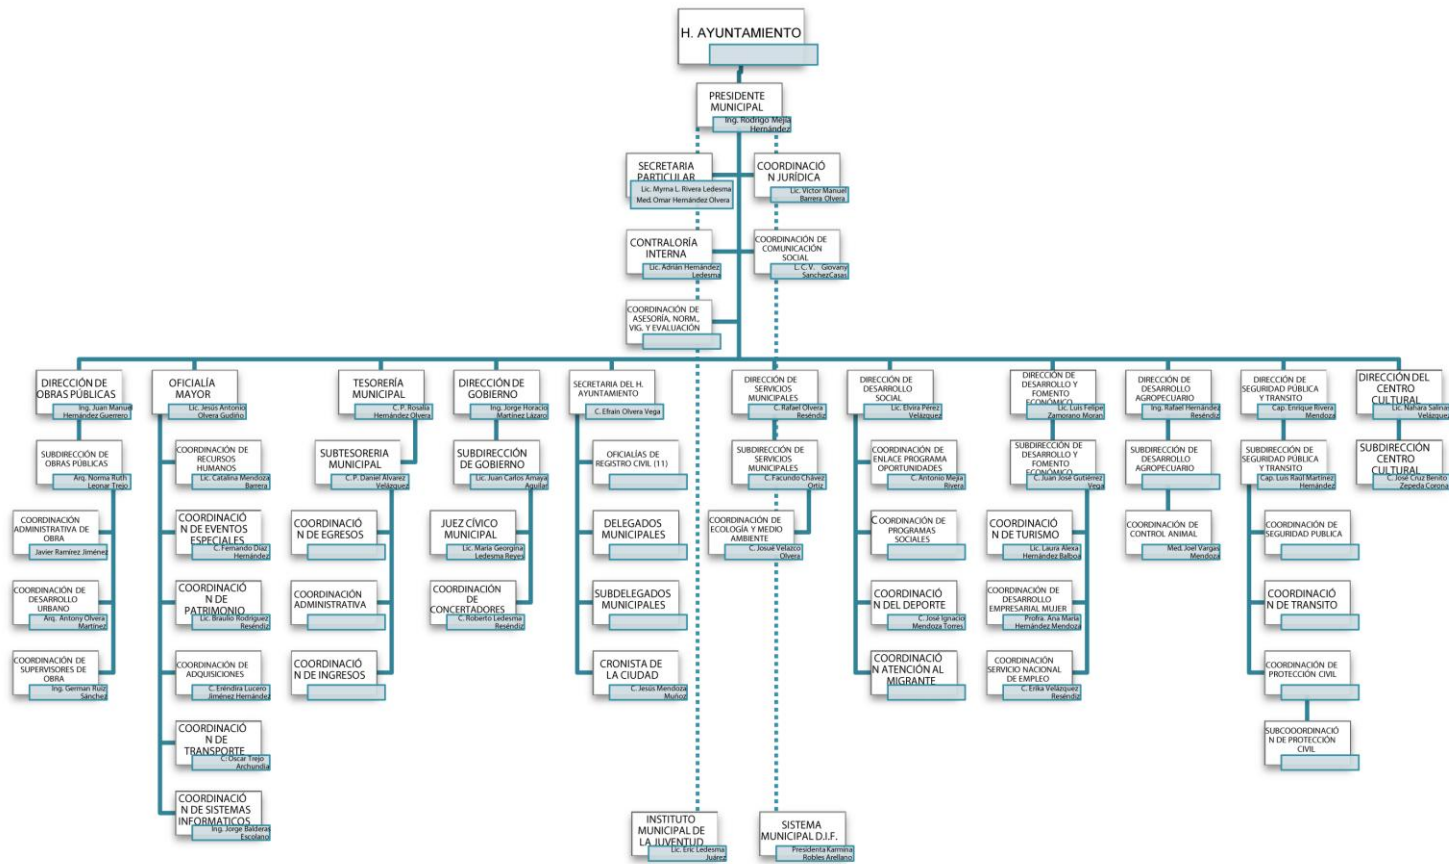 H. AYUNTAMIENTO
PRESIDENTE
MUNICIPAL
Ing. Rodrigo Mejía
Hernández
SECRETARIA
PARTICULAR
Lic. Myrna L. Rivera Ledesma
Med. Omar Hernández Olvera
COORDINACIÓ
N JURÍDICA
Lic. Víctor Manuel
Barrera Olvera
CONTRALORÍA
INTERNA
Lic. Adrián Hernández
Ledesma
COORDINACIÓN DE
COMUNICACIÓN
SOCIAL
L. C. V. Giovany
SanchezCasas
COORDINACIÓN DE
ASESORÍA, NORM.,
VIG. Y EVALUACIÓN
DIRECCIÓN DE
OBRAS PÚBLICAS
Ing. Juan Manuel
Hernández Guerrero
SUBDIRECCIÓN DE
OBRAS PÚBLICAS
Arq. Norma Ruth
Leonar Trejo
COORDINACIÓN
ADMINISTRATIVA DE
OBRA
Javier Ramírez Jiménez
COORDINACIÓN DE
DESARROLLO
URBANO
Arq. Antony Olvera
Martínez
COORDINACIÓN DE
SUPERVISORES DE
OBRA
Ing. German Ruiz
Sánchez
OFICIALÍA
MAYOR
Lic. Jesús Antonio
Olvera Gudiño
COORDINACIÓN DE
RECURSOS
HUMANOS
Lic. Catalina Mendoza
Barrera
COORDINACIÓ
N DE EVENTOS
ESPECIALES
C. Fernando Díaz
Hernández
COORDINACIÓ
N DE
PATRIMONIO
Lic. Braulio Rodríguez
Reséndiz
COORDINACIÓN DE
ADQUISICIONES
C. Eréndira Lucero
Jiménez Hernández
COORDINACIÓ
N DE
TRANSPORTE
C. Oscar Trejo
Archundia
COORDINACIÓ
N DE SISTEMAS
INFORMATICOS
Ing. Jorge Balderas
Escolano
TESORERÍA
MUNICIPAL
C. P. Rosalía
Hernández Olvera
SUBTESORERIA
MUNICIPAL
C. P. Daniel Álvarez
Velázquez
COORDINACIÓ
N DE EGRESOS
COORDINACIÓN
ADMINISTRATIVA
COORDINACIÓ
N DE INGRESOS
DIRECCIÓN DE
GOBIERNO
Ing. Jorge Horacio
Martínez Lázaro
SUBDIRECCIÓN
DE GOBIERNO
Lic. Juan Carlos Amaya
Aguilar
JUEZ CÍVICO
MUNICIPAL
Lic. María Georgina
Ledesma Reyes
COORDINACIÓN
DE
CONCERTADORES
C. Roberto Ledesma
Reséndiz
SECRETARIA DEL H.
AYUNTAMIENTO
C. Efraín Olvera Vega
OFICIALÍAS DE
REGISTRO CIVIL (11)
DELEGADOS
MUNICIPALES
SUBDELEGADOS
MUNICIPALES
CRONISTA DE
LA CIUDAD
C. Jesús Mendoza
Muñoz
DIRECCIÓN DE
SERVICIOS
MUNICIPALES
C. Rafael Olvera
Reséndiz
SUBDIRECCIÓN DE
SERVICIOS
MUNICIPALES
C. Facundo Chávez
Ortiz
COORDINACIÓN DE
ECOLOGÍA Y MEDIO
AMBIENTE
C. Josué Velazco
Olvera
DIRECCIÓN DE
DESARROLLO
SOCIAL
Lic. Elvira Pérez
Velázquez
COORDINACIÓN DE
ENLACE PROGRAMA
OPORTUNIDADES
C. Antonio Mejía
Rivera
COORDINACIÓN DE
PROGRAMAS
SOCIALES
COORDINACIÓ
N DEL DEPORTE
C. José Ignacio
Mendoza Torres
COORDINACIÓ
N ATENCIÓN AL
MIGRANTE
DIRECCIÓN DE
DESARROLLO Y
FOMENTO
ECONÓMICO
Lic. Luis Felipe
Zamorano Morani
SUBDIRECCIÓN DE
DESARROLLO Y
FOMENTO
ECONÓMICO
C. Juan José Gutiérrez
Vega
COORDINACIÓ
N DE TURISMO
Lic. Laura Alexa
Hernández Balboa
COORDINACIÓN DE
DESARROLLO
EMPRESARIAL MUJER
Profra. Ana María
Hernández Mendoza
COORDINACIÓN
SERVICIO NACIONAL
DE EMPLEO
C. Erika Velázquez
Reséndiz
DIRECCIÓN DE
DESARROLLO
AGROPECUARIO
Ing. Rafael Hernández
Reséndiz
SUBDIRECCIÓN DE
DESARROLLO
AGROPECUARIO
COORDINACIÓN DE
CONTROL ANIMAL
Med. Joel Vargas
Mendoza
DIRECCIÓN DE
SEGURIDAD PÚBLICA
Y TRANSITO
Cap. Enrique Rivera
Mendoza
SUBDIRECCIÓN DE
SEGURIDAD PÚBLICA
Y TRANSITO
Cap. Luis Raúl Martínez
Hernández
COORDINACIÓN DE
SEGURIDAD PUBLICA
COORDINACIÓ
N DE TRANSITO
COORDINACIÓN DE
PROTECCIÓN CIVIL
SUBCOOORDINACIÓ
N DE PROTECCIÓN
CIVIL
DIRECCIÓN DEL
CENTRO
CULTURAL
Lic. Nahara Salinas
Velázquez
SUBDIRECCIÓN
CENTRO
CULTURAL
C. José Cruz Benito
Zepeda Corona
INSTITUTO
MUNICIPAL DE
LA JUVENTUD
Lic. Eric Ledesma
Juárez
SISTEMA
MUNICIPAL D.I.F.
Presidenta Karmina
Robles Arellano